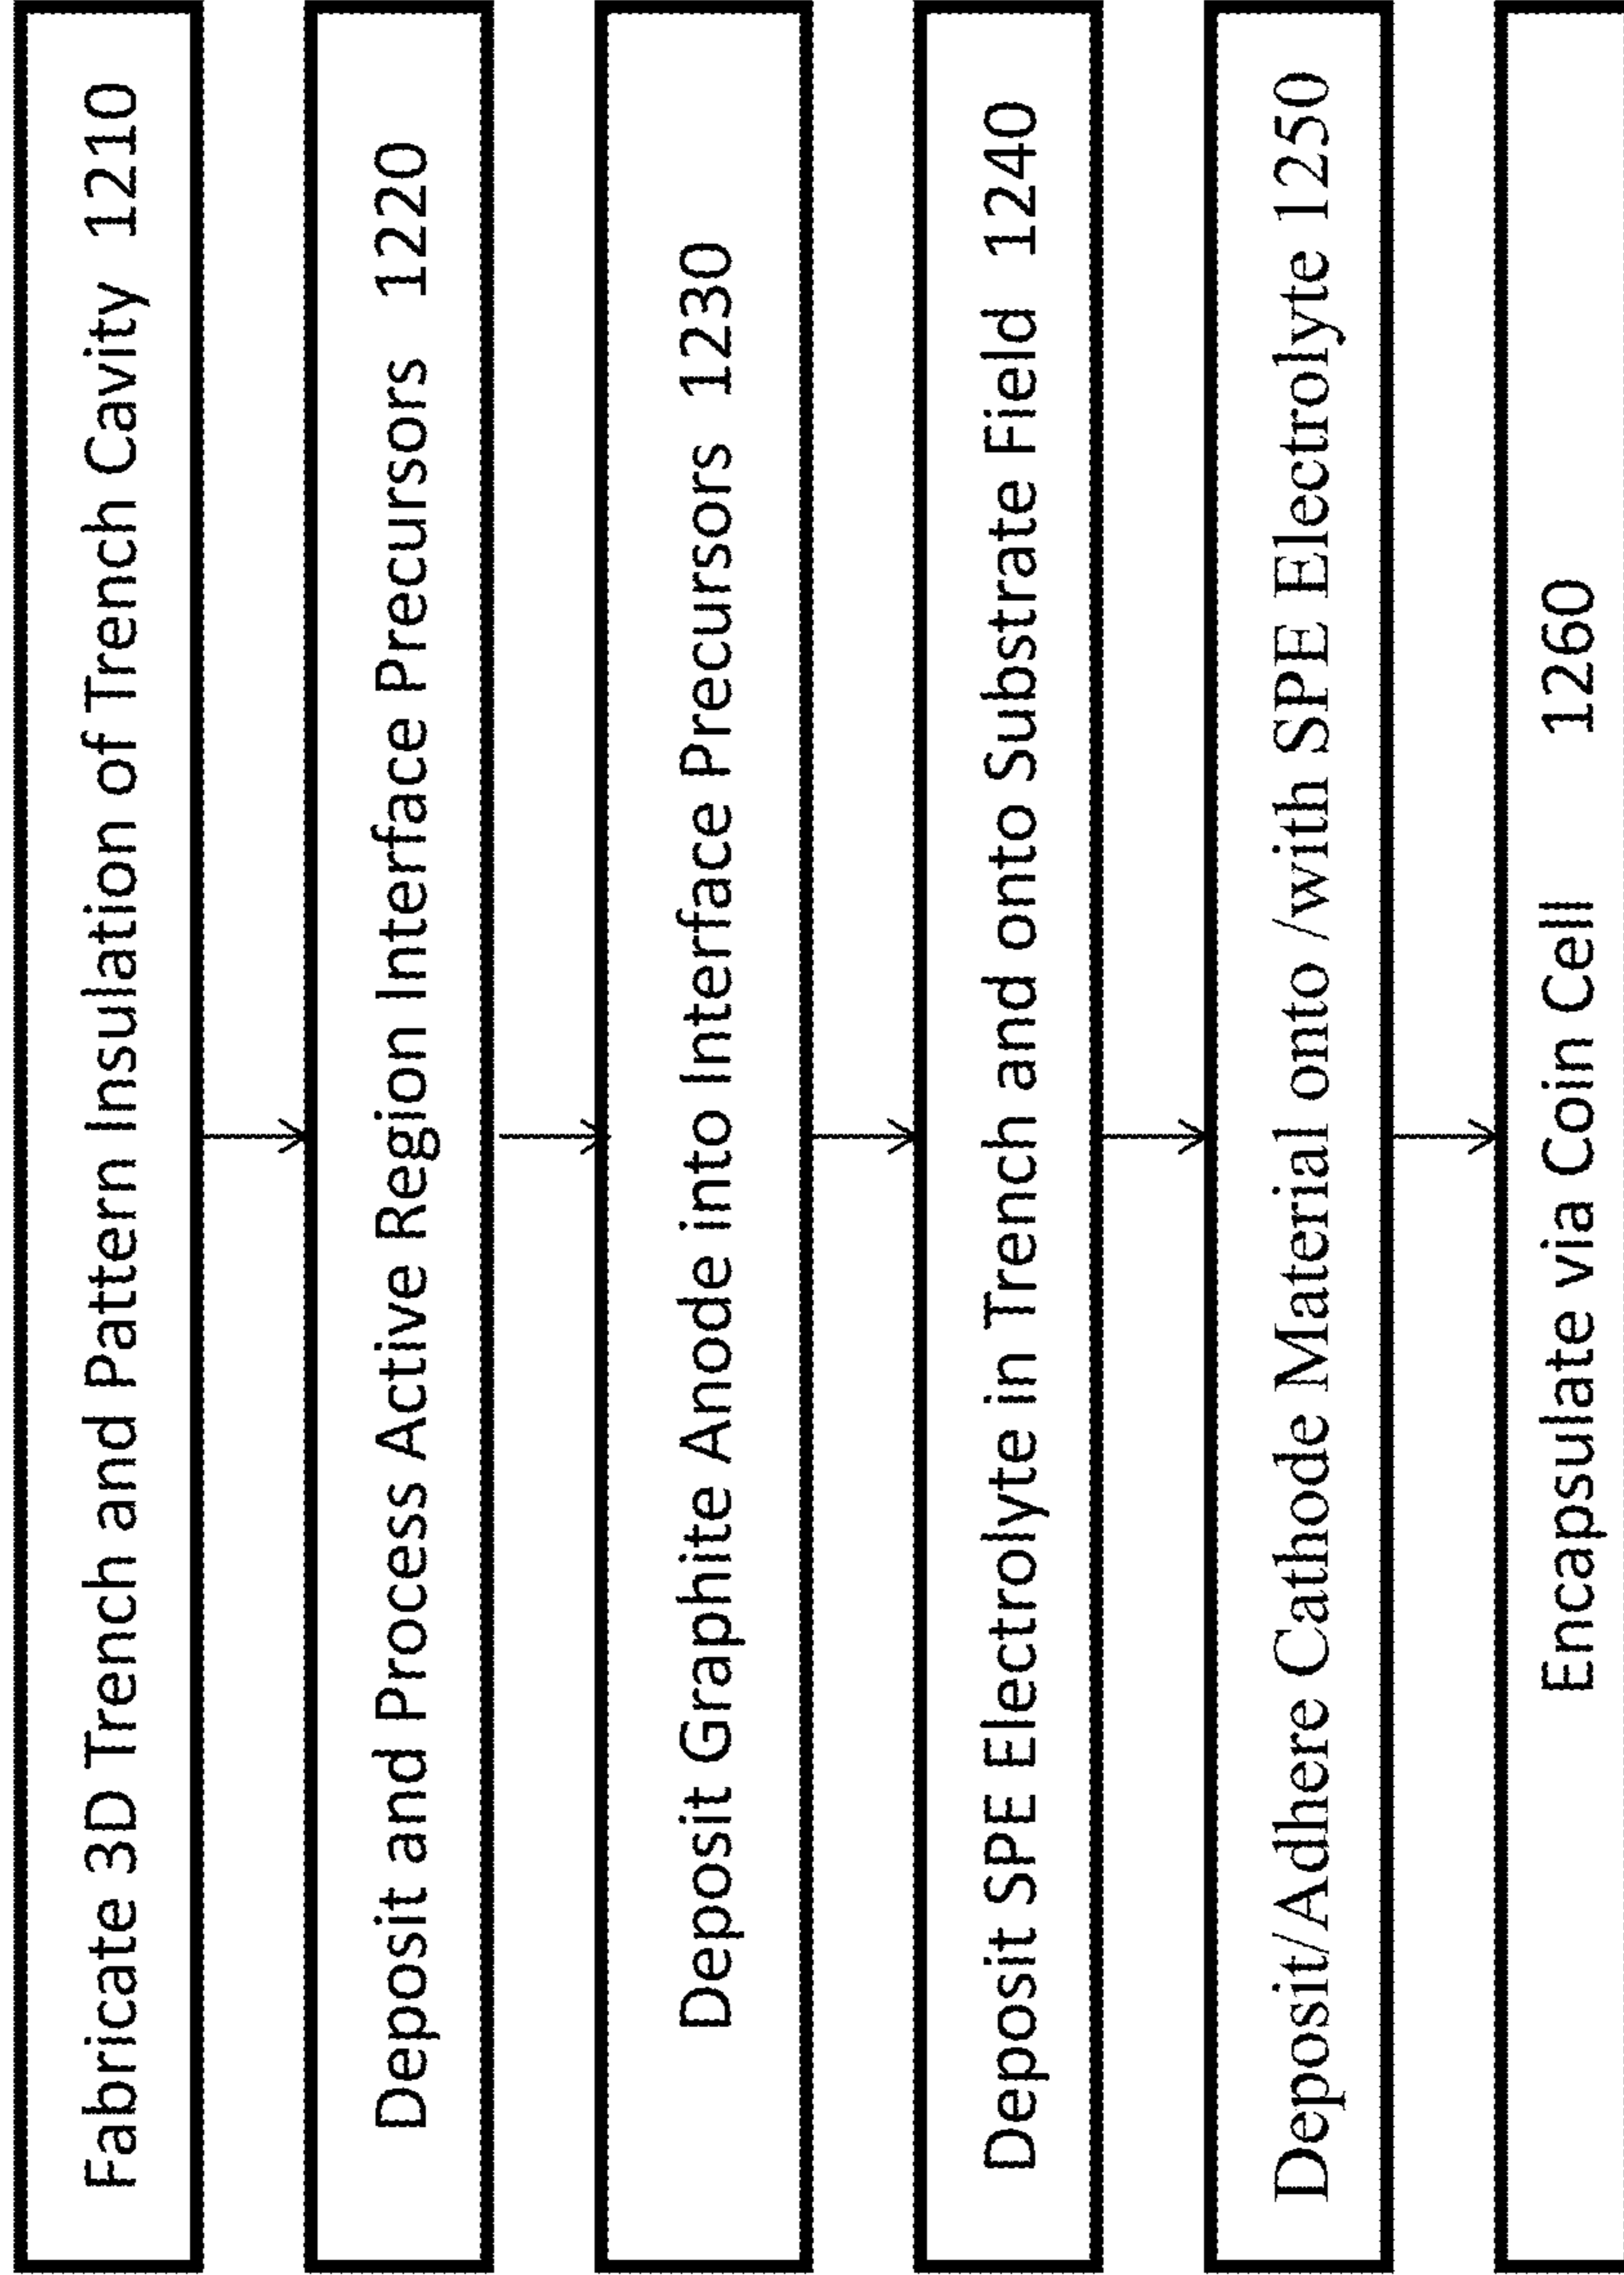 Fabricate 3D Trench and Pattern Insulation of Trench Cavity 1210
Deposit and Process Active Region Interface Precursors 1220
Deposit Graphite Anode into Interface Precursors 1230
Deposit SPE Electrolyte in Trench and onto Substrate Field 1240
Deposit/Adhere Cathode Material onto /with SPE Electrolyte 1250
Encapsulate via Coin Cell 1260